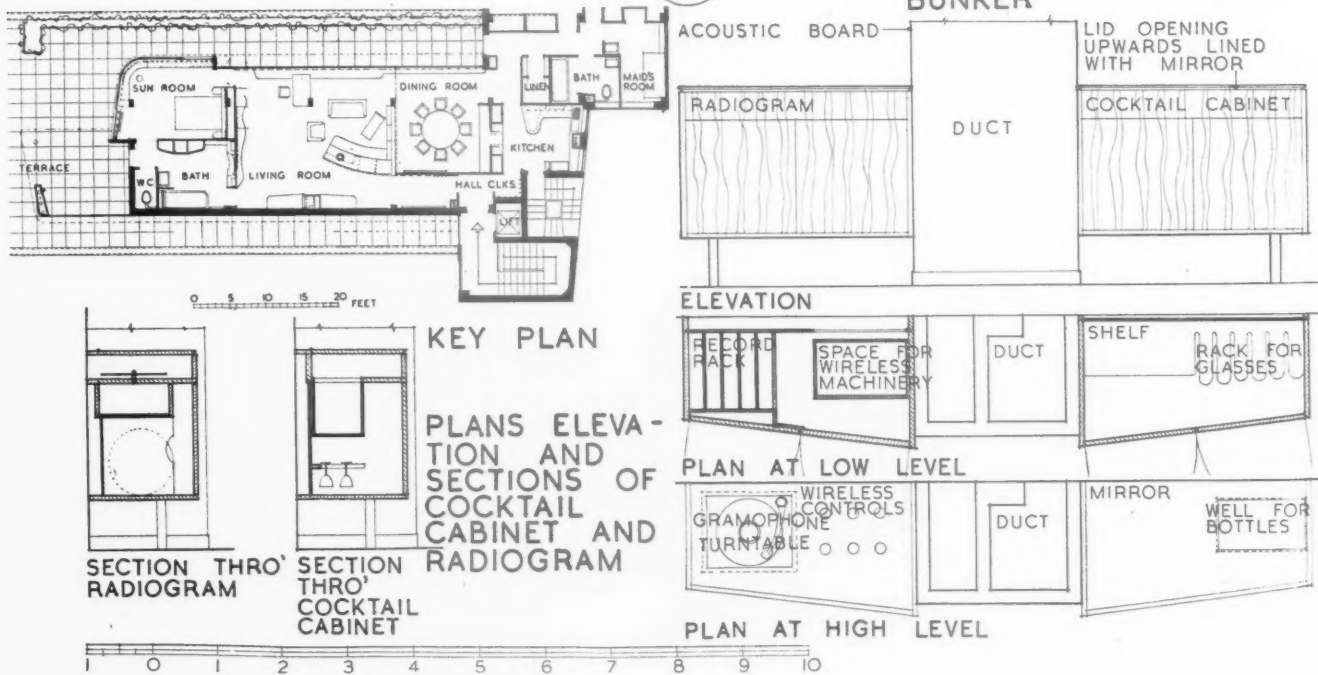 BUNKER
ACOUSTIC BOARD
LID OPENING
UPWARDS LINED
WITH MIRROR
RADIOGRAM
DUCT
COCKTAIL CABINET
ELEVATION
SUN ROOM
DINING ROOM
LINEN
BATH
MAID'S
ROOM
KITCHEN
TERRACE
WC
BATH
LIVING ROOM
HALL CLKS.
LIFT
0 5 10 15 20 FEET
KEY PLAN
RECORD
RACK
SPACE FOR
WIRELESS
MACHINERY
DUCT
SHELF
RACK FOR
GLASSES
PLAN AT LOW LEVEL
PLANS ELEVA-
TION AND
SECTIONS OF
COCKTAIL
CABINET AND
RADIOGRAM
SECTION THRO'
RADIOGRAM
SECTION
THRO'
COCKTAIL
CABINET
GRAMOPHONE
TURNTABLE
WIRELESS
CONTROLS
DUCT
MIRROR
WELL FOR
BOTTLES
PLAN AT HIGH LEVEL
1 0 1 2 3 4 5 6 7 8 9 10